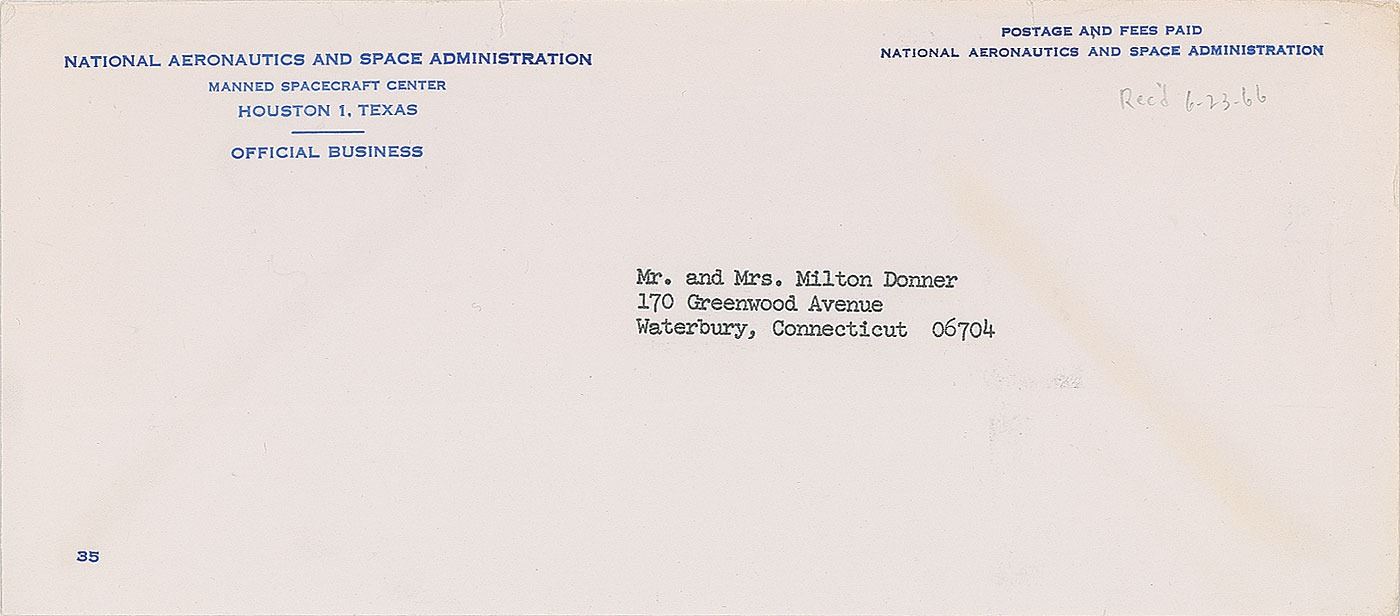 NATIONAL AERONAUTICS AND SPACE ADMINISTRATION
MANNED SPACECRAFT CENTER
HOUSTON 1, TEXAS
OFFICIAL BUSINESS
POSTAGE AND FEES PAID
NATIONAL AERONAUTICS AND SPACE ADMINISTRATION
Rec'd 6-23-66
Mr. and Mrs. Milton Donner
170 Greenwood Avenue
Waterbury, Connecticut 06704
35